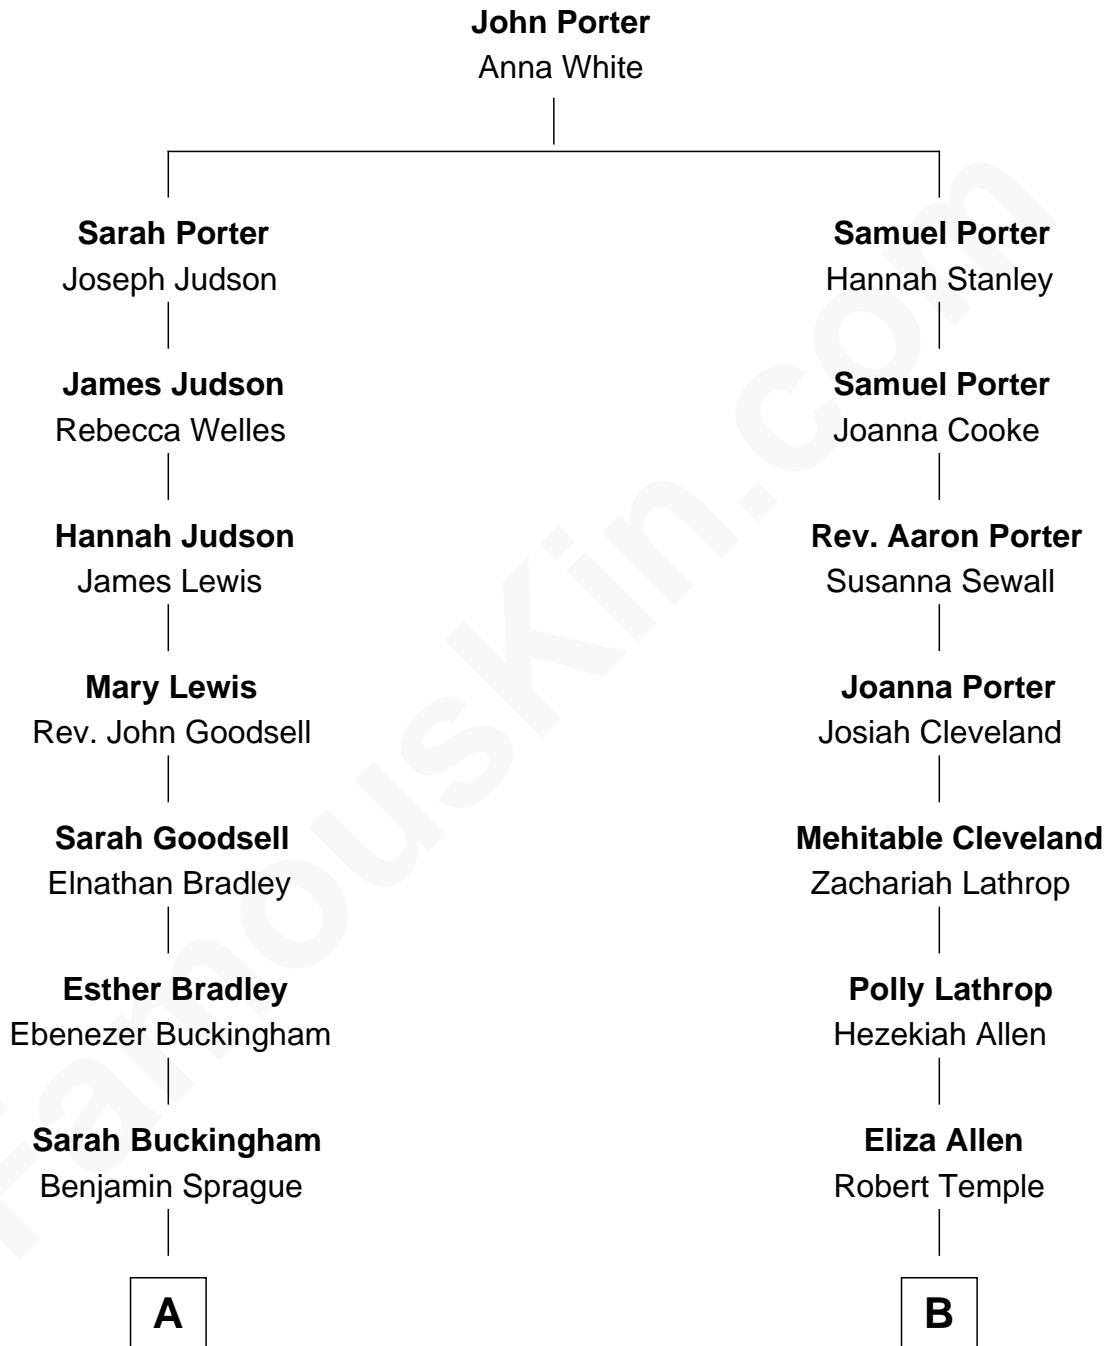 John Porter
Anna White
Sarah Porter
Joseph Judson
Samuel Porter
Hannah Stanley
James Judson
Rebecca Welles
Samuel Porter
Joanna Cooke
Hannah Judson
James Lewis
Rev. Aaron Porter
Susanna Sewall
Mary Lewis
Rev. John Goodsell
Joanna Porter
Josiah Cleveland
Sarah Goodsell
Elnathan Bradley
Mehitable Cleveland
Zachariah Lathrop
Esther Bradley
Ebenezer Buckingham
Polly Lathrop
Hezekiah Allen
Sarah Buckingham
Benjamin Sprague
Eliza Allen
Robert Temple
A
B
FamousKin.com